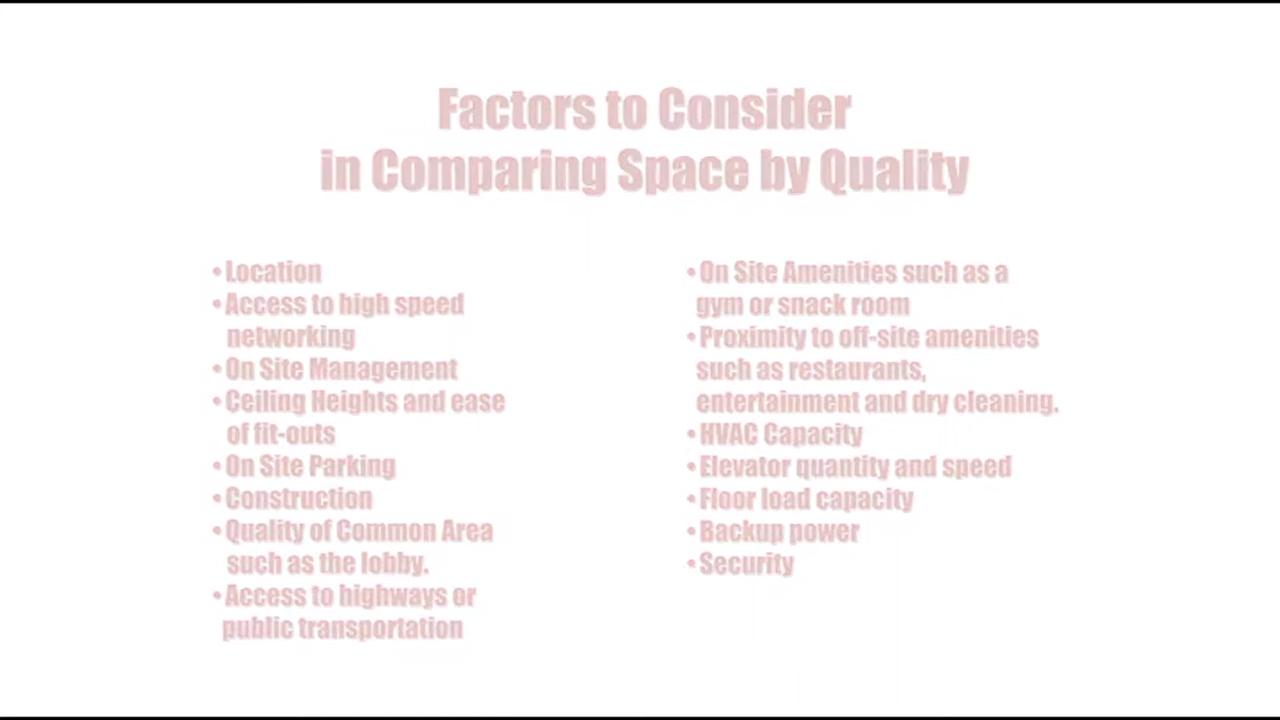 Factors to Consider
in Comparing Space by Quality
• Location
• Access to high speed
networking
• On Site Management
• Ceiling Heights and ease
of fit-outs
• On Site Parking
• Construction
• Quality of Common Area
such as the lobby.
• Access to highways or
public transportation
• On Site Amenities such as a
gym or snack room
• Proximity to off-site amenities
such as restaurants,
entertainment and dry cleaning.
• HVAC Capacity
• Elevator quantity and speed
• Floor load capacity
• Backup power
• Security